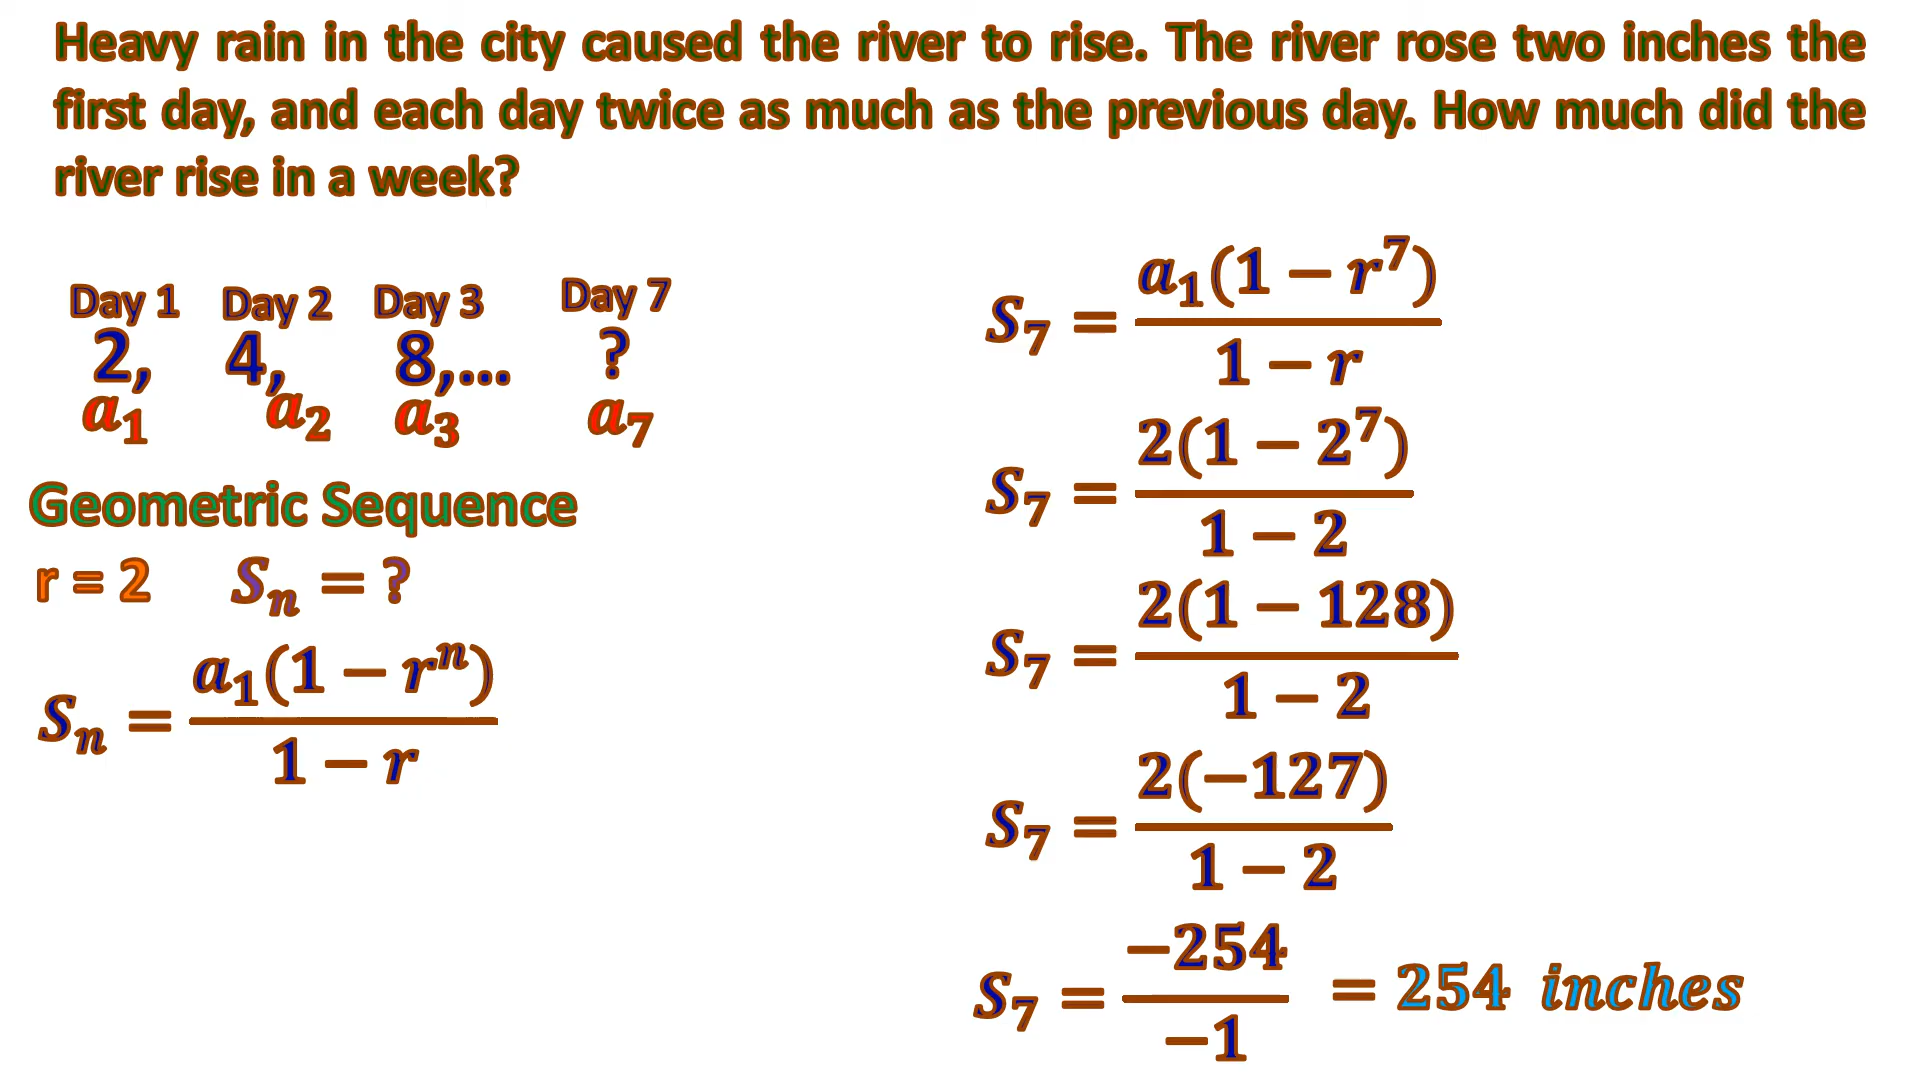 Heavy rain in the city caused the river to rise. The river rose two inches the
first day, and each day twice as much as the previous day. How much did the
river rise in a week?
Day 1 Day 2 Day 3 Day 7
2, 4, 8,... ?
a₁ a₂ a₃ a₇
Geometric Sequence
r = 2 Sₙ = ?
Sₙ = a₁(1 − rⁿ) / 1 − r
S₇ = a₁(1 − r⁷) / 1 − r
S₇ = 2(1 − 2⁷) / 1 − 2
S₇ = 2(1 − 128) / 1 − 2
S₇ = 2(−127) / 1 − 2
S₇ = −254 / −1 = 254 inches